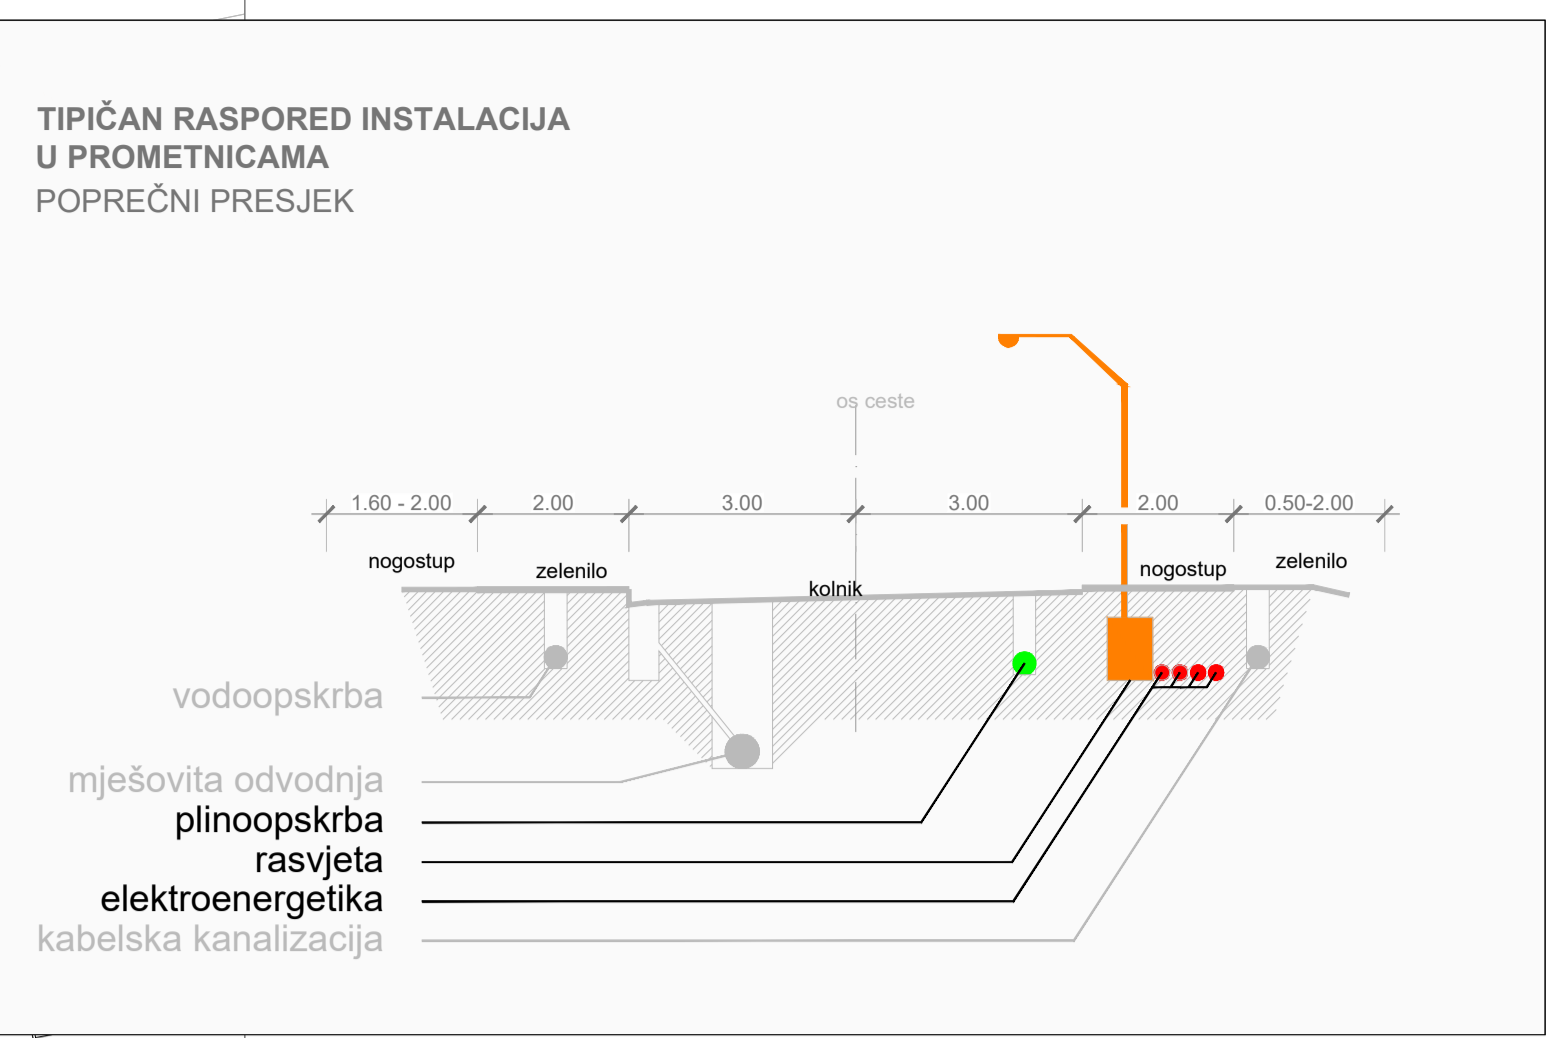 TIPIČAN RASPORED INSTALACIJA
U PROMETNICAMA
POPREČNI PRESJEK
os ceste
1.60 - 2.00
2.00
3.00
3.00
2.00
0.50-2.00
nogostup
zelenilo
kolnik
nogostup
zelenilo
vodoopskrba
mješovita odvodnja
plinoopskrba
rasvjeta
elektroenergetika
kabelska kanalizacija